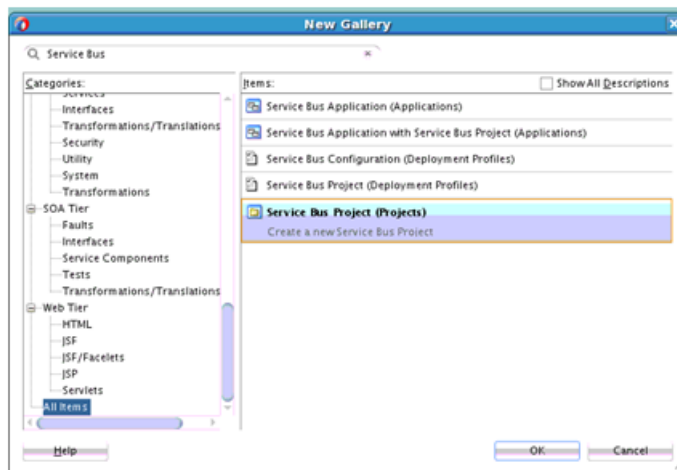 New Gallery
Service Bus
Categories:
Services
Interfaces
Transformations/Translations
Security
Utility
System
Transformations
SOA Tier
Faults
Interfaces
Service Components
Tests
Transformations/Translations
Web Tier
HTML
JSF
JSF/Facelets
JSP
Servlets
All Items
Items:
Show All Descriptions
Service Bus Application (Applications)
Service Bus Application with Service Bus Project (Applications)
Service Bus Configuration (Deployment Profiles)
Service Bus Project (Deployment Profiles)
Service Bus Project (Projects)
Create a new Service Bus Project
Help
OK
Cancel